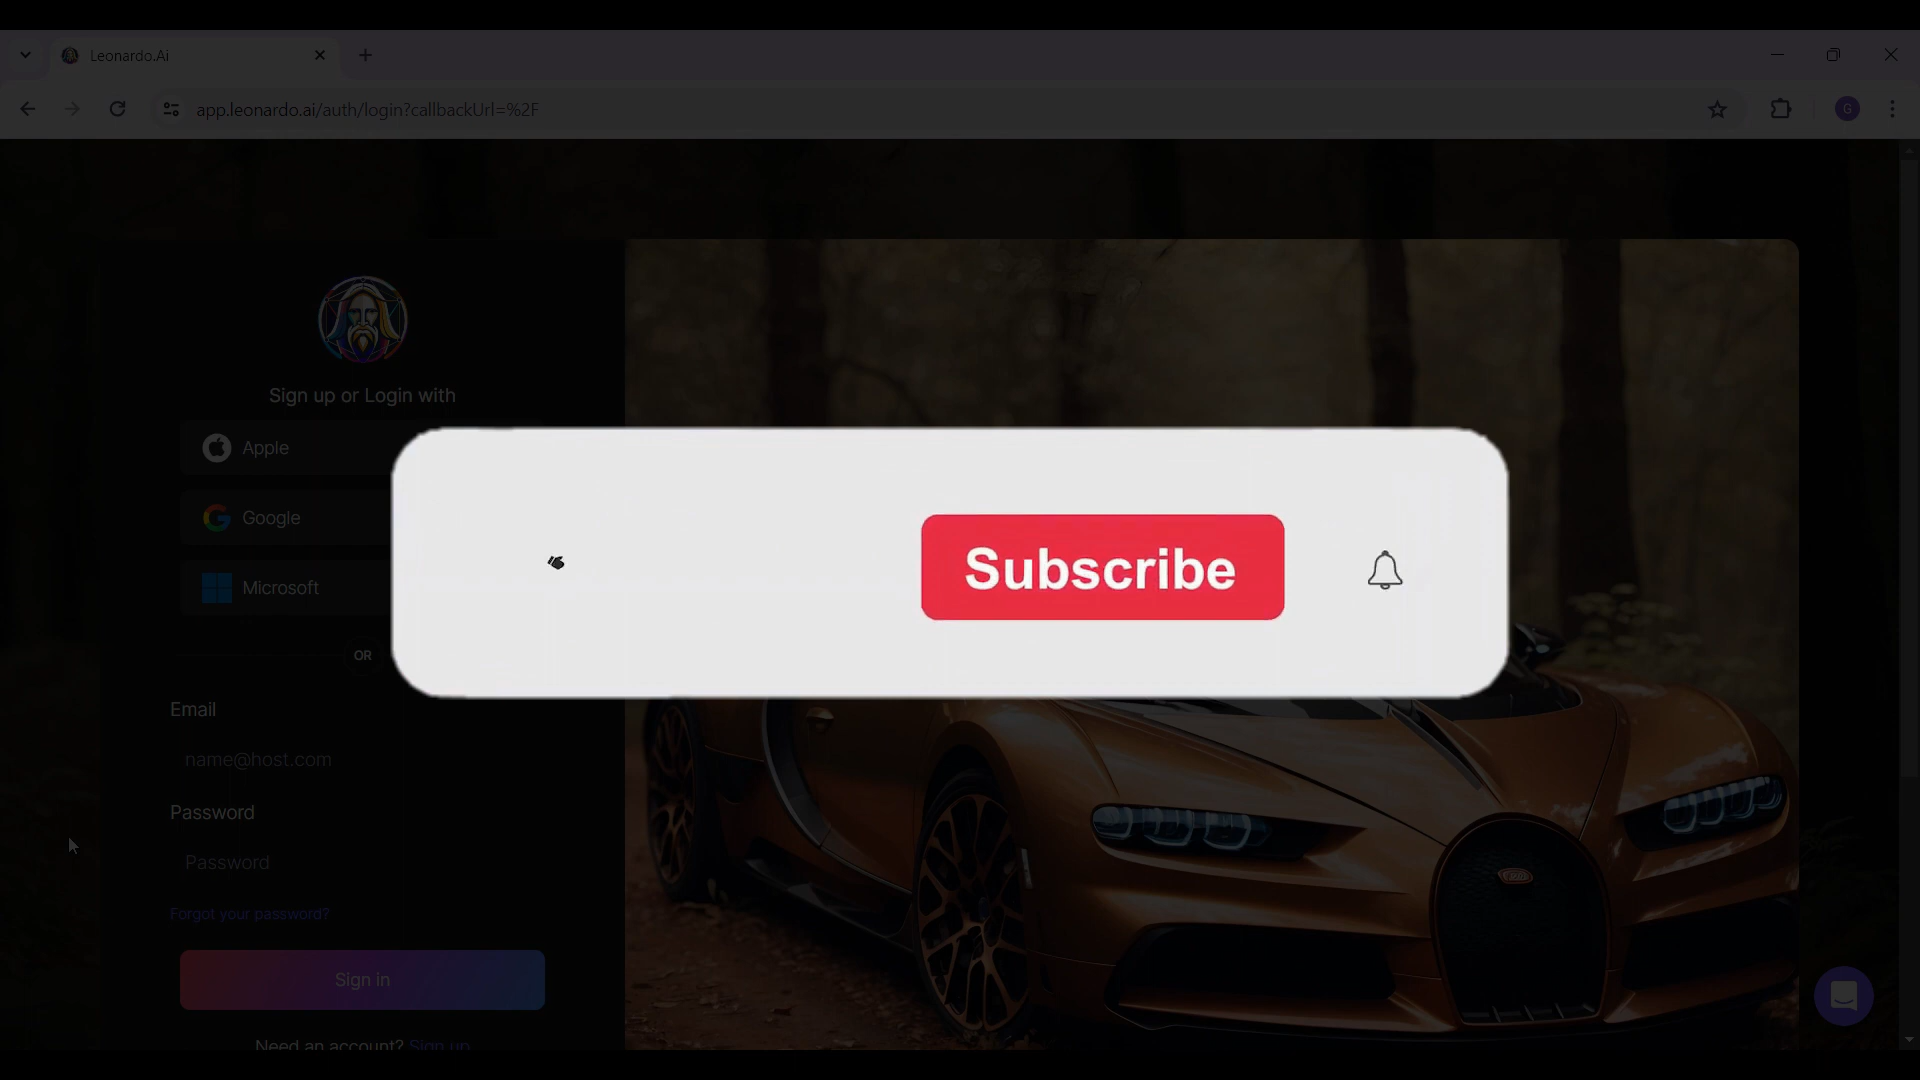 Leonardo.Ai
app.leonardo.ai/auth/login?callbackUrl=%2F
G
Sign up or Login with
Apple
Google
Microsoft
OR
Subscribe
Email
name@host.com
Password
Password
Forgot your password?
Sign in
Need an account? Sign up